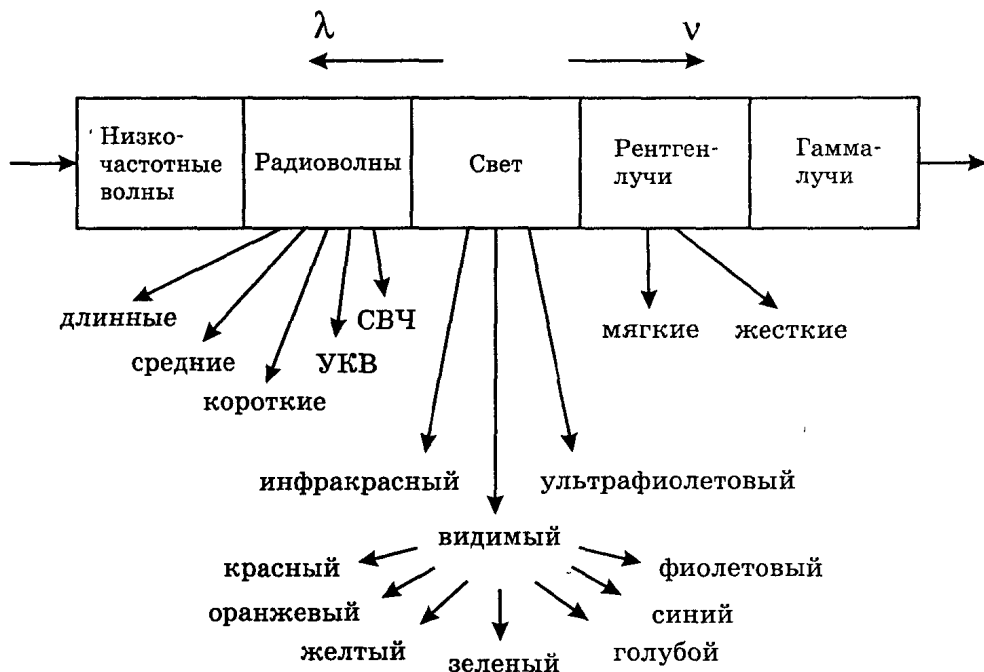 λ
ν
Низко-
частотные
волны
Радиоволны
Свет
Рентген-
лучи
Гамма-
лучи
длинные
средние
короткие
УКВ
СВЧ
мягкие
жесткие
инфракрасный
ультрафиолетовый
видимый
красный
оранжевый
желтый
зеленый
голубой
синий
фиолетовый